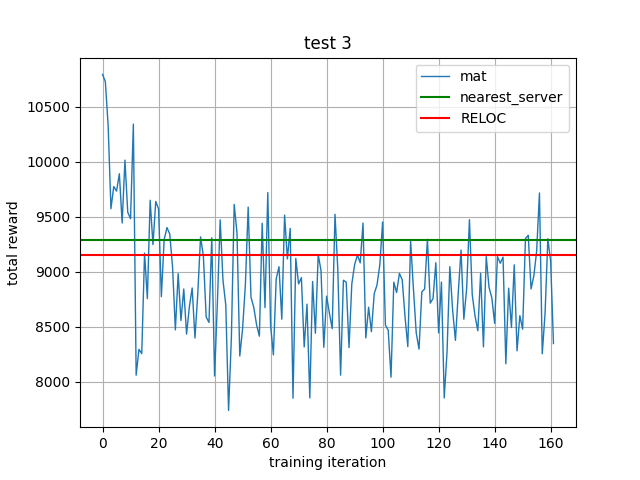 test 3
mat
nearest_server
RELOC
total reward
10500
10000
9500
9000
8500
8000
0 20 40 60 80 100 120 140 160
training iteration